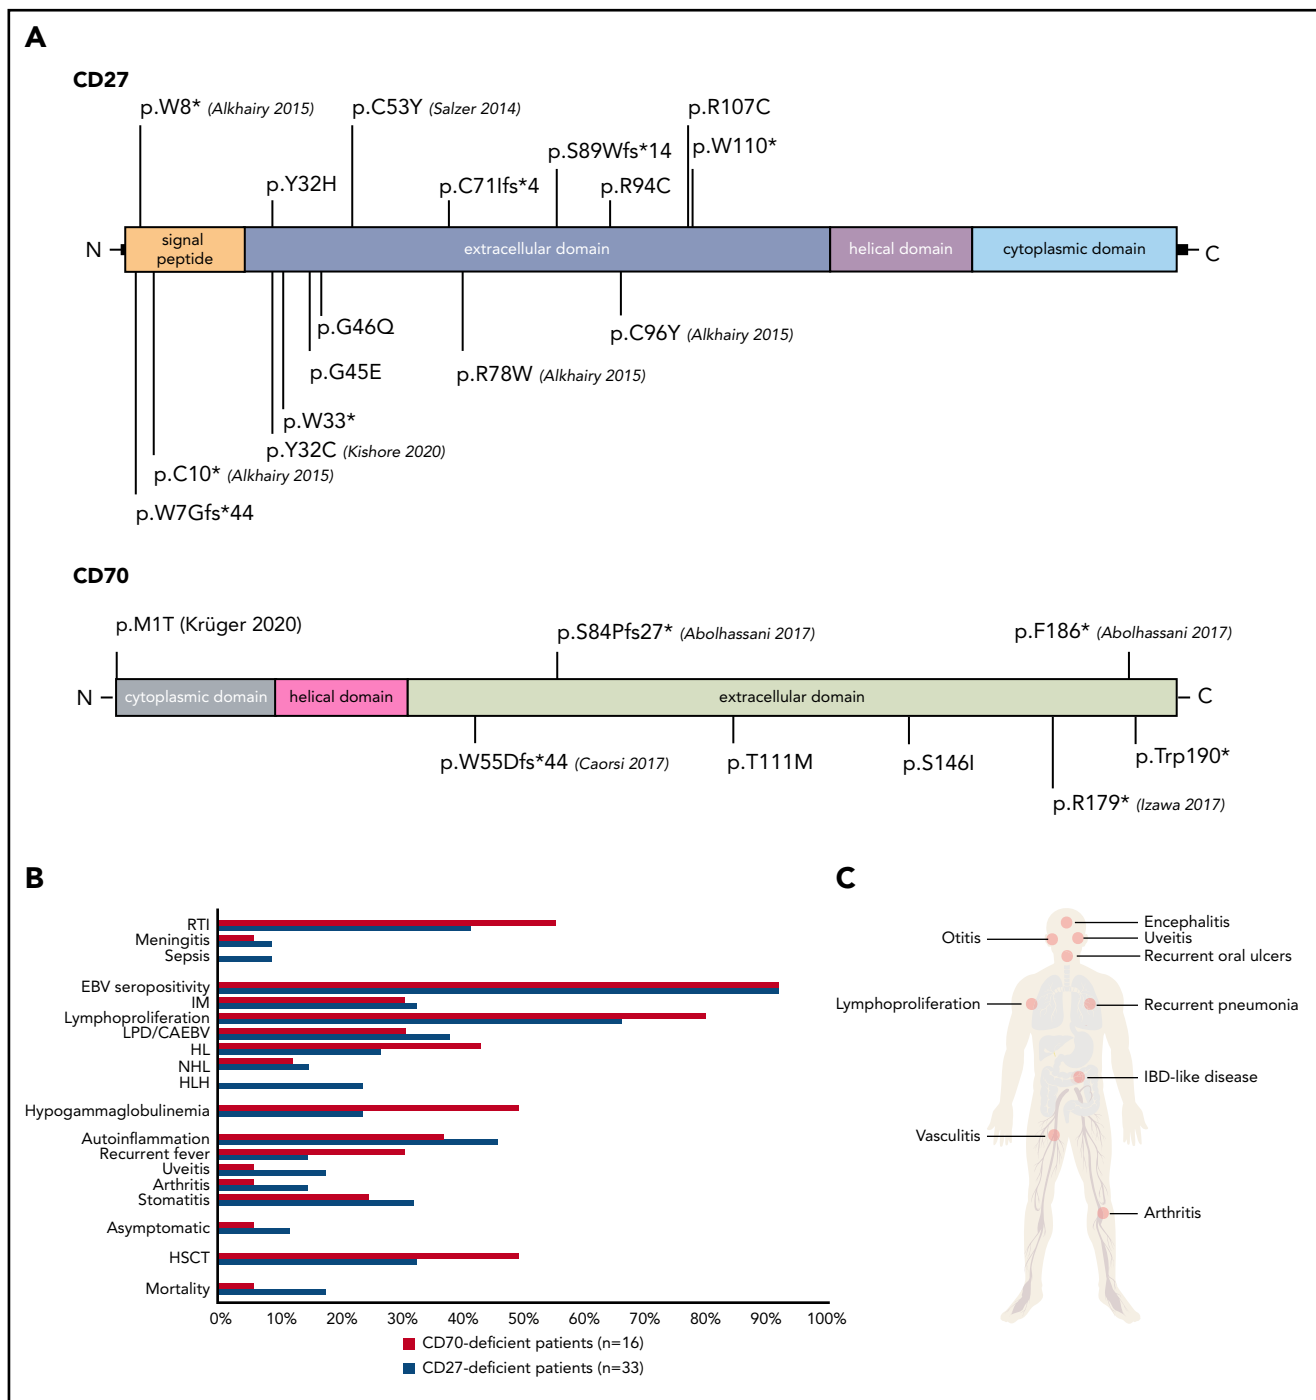 A
CD27
p.W8* (Alkhairy 2015)
p.C53Y (Salzer 2014)
p.R107C
p.S89Wfs*14
p.W110*
p.Y32H
p.C71Ifs*4
p.R94C
N
signal
peptide
extracellular domain
helical domain
cytoplasmic domain
C
p.G46Q
p.C96Y (Alkhairy 2015)
p.G45E
p.R78W (Alkhairy 2015)
p.W33*
p.Y32C (Kishore 2020)
p.C10* (Alkhairy 2015)
p.W7Gfs*44
CD70
p.M1T (Krüger 2020)
p.S84Pfs27* (Abolhassani 2017)
p.F186* (Abolhassani 2017)
N
cytoplasmic domain
helical domain
extracellular domain
C
p.W55Dfs*44 (Caorsi 2017)
p.T111M
p.S146I
p.Trp190*
p.R179* (Izawa 2017)
B
RTI
Meningitis
Sepsis
EBV seropositivity
IM
Lymphoproliferation
LPD/CAEBV
HL
NHL
HLH
Hypogammaglobulinemia
Autoinflammation
Recurrent fever
Uveitis
Arthritis
Stomatitis
Asymptomatic
HSCT
Mortality
0% 10% 20% 30% 40% 50% 60% 70% 80% 90% 100%
CD70-deficient patients (n=16)
CD27-deficient patients (n=33)
C
Encephalitis
Otitis
Uveitis
Recurrent oral ulcers
Lymphoproliferation
Recurrent pneumonia
IBD-like disease
Vasculitis
Arthritis